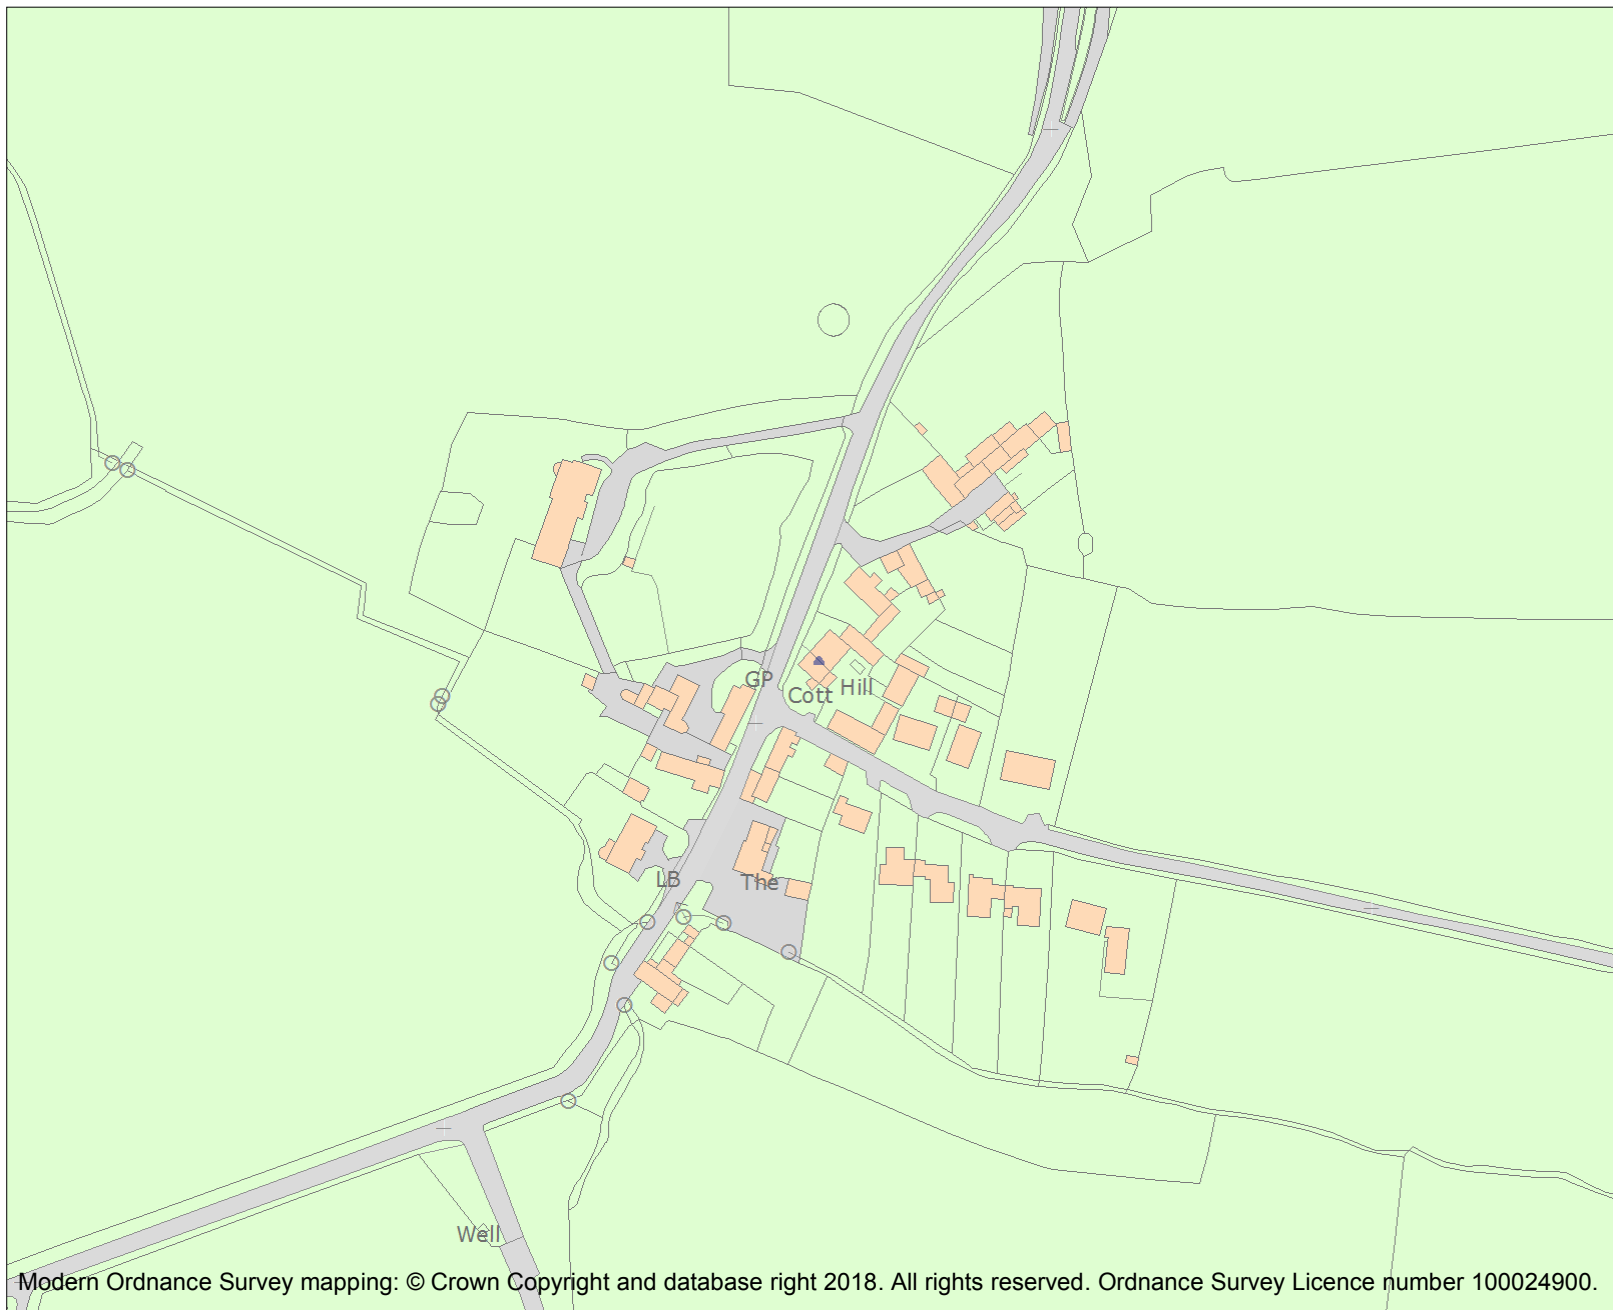 GP
Cott Hill
LB
The
Well
Modern Ordnance Survey mapping: © Crown Copyright and database right 2018. All rights reserved. Ordnance Survey Licence number 100024900.